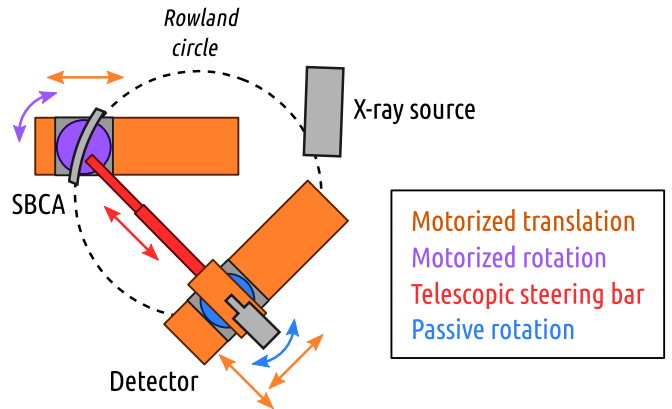 Rowland
circle
X-ray source
SBCA
Motorized translation
Motorized rotation
Telescopic steering bar
Passive rotation
Detector